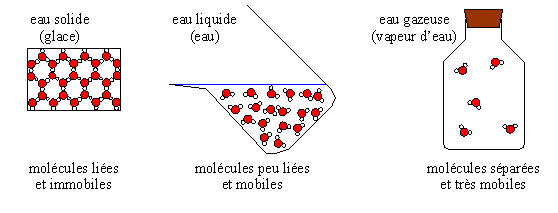 eau solide
(glace)
eau liquide
(eau)
eau gazeuse
(vapeur d'eau)
molécules liées
et immobiles
molécules peu liées
et mobiles
molécules séparées
et très mobiles